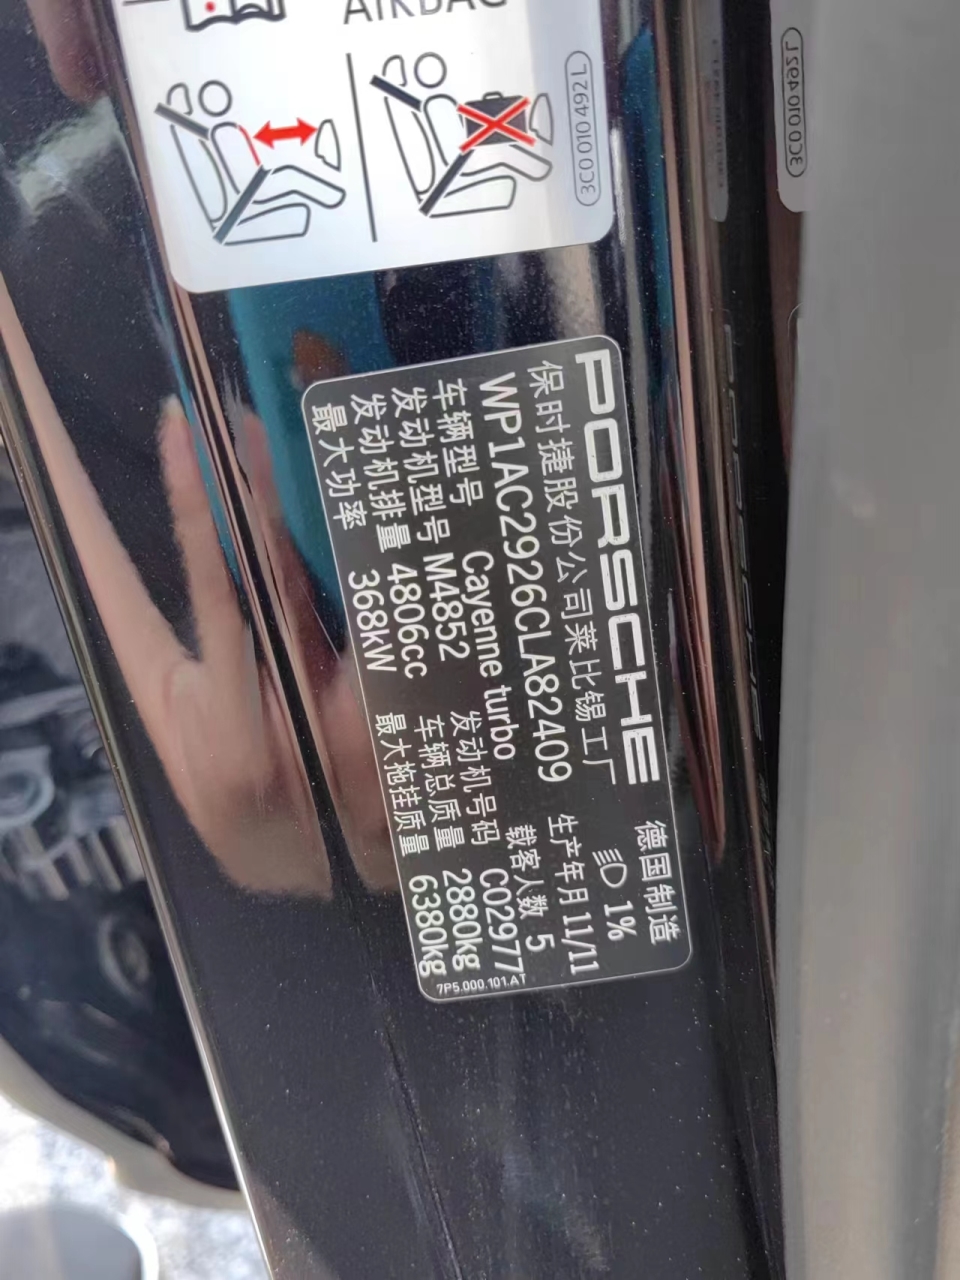 AIRBAG
3C0 010 492L
PORSCHE 德国制造
保时捷股份公司莱比锡工厂 1%
WP1AC2926CLA82409 生产年月 11/11
载客人数 5
车辆型号 Cayenne turbo 发动机号码 C02977
发动机型号 M4852 车辆总质量 2880kg
发动机排量 4806cc 最大拖挂质量 6380kg
最大功率 368kW
7P5.000.101.AT